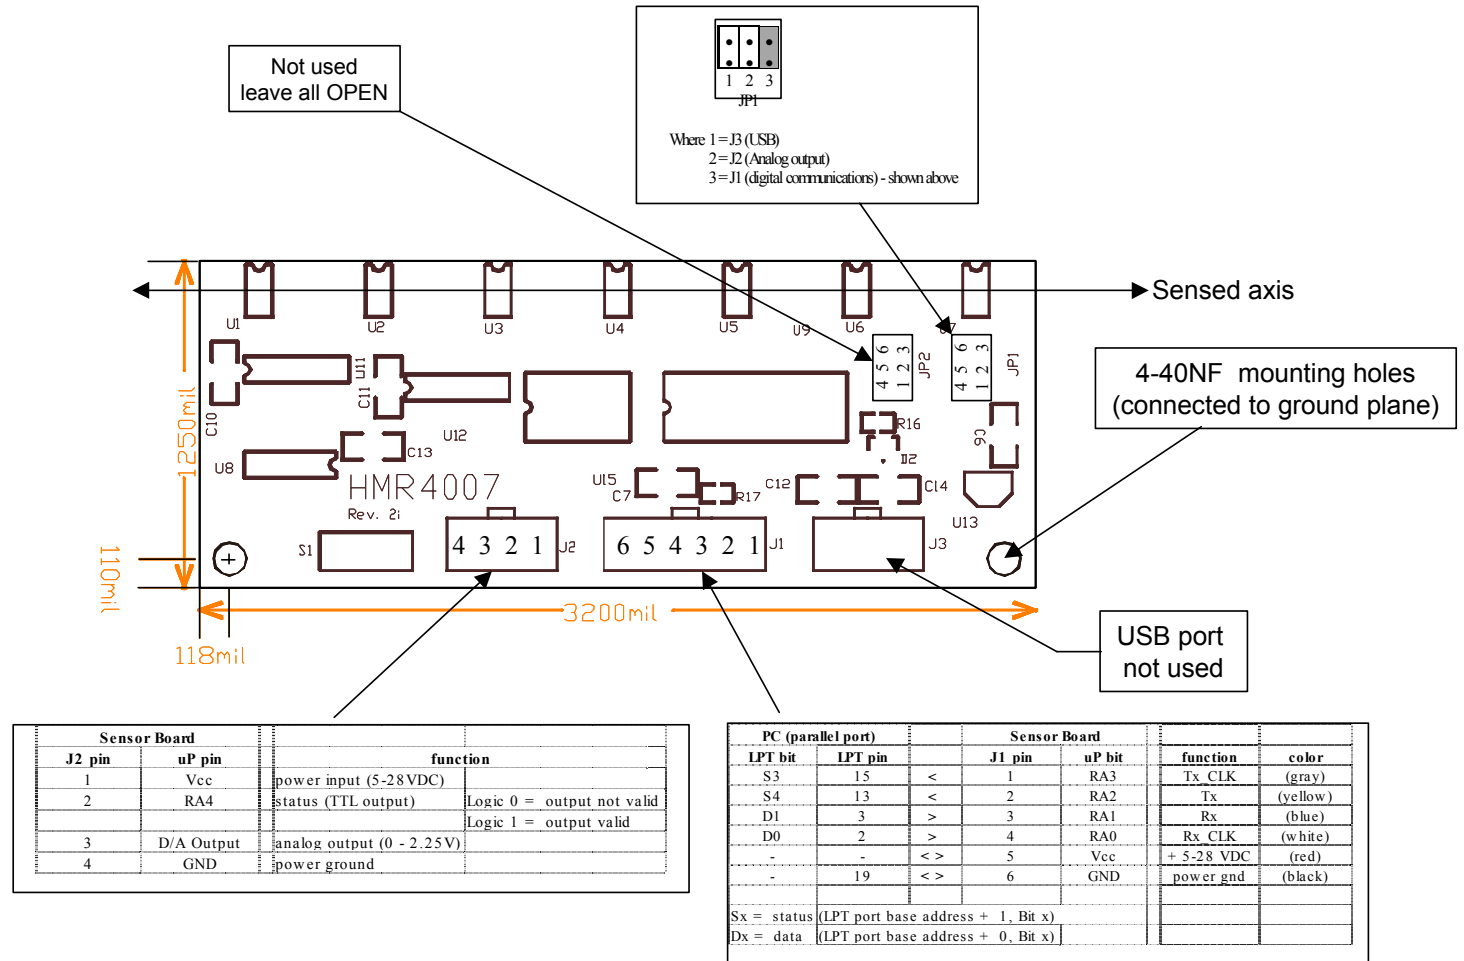 Not used
leave all OPEN
1 2 3
JP1
Where 1 = J3 (USB)
2 = J2 (Analog output)
3 = J1 (digital communications) - shown above
Sensed axis
U1 U2 U3 U4 U5 U9 U6 U7
4 5 6
1 2 3
JP2
4 5 6
1 2 3
JP1
4-40NF mounting holes
(connected to ground plane)
1250mil
C10
U11
C11
U12
C13
U8
R16
D2
C6
HMR4007
Rev. 2i
U15
C7
R17
C12
C14
U13
S1
4 3 2 1
J2
6 5 4 3 2 1
J1
J3
110mil
3200mil
118mil
USB port
not used
Sensor Board
J2 pin uP pin function
1 Vcc power input (5-28VDC)
2 RA4 status (TTL output) Logic 0 = output not valid
Logic 1 = output valid
3 D/A Output analog output (0 - 2.25V)
4 GND power ground
PC (parallel port) Sensor Board
LPT bit LPT pin J1 pin uP bit function color
S3 15 < 1 RA3 Tx_CLK (gray)
S4 13 < 2 RA2 Tx (yellow)
D1 3 > 3 RA1 Rx (blue)
D0 2 > 4 RA0 Rx_CLK (white)
- - < > 5 Vcc + 5-28 VDC (red)
- 19 < > 6 GND power gnd (black)
Sx = status (LPT port base address + 1, Bit x)
Dx = data (LPT port base address + 0, Bit x)